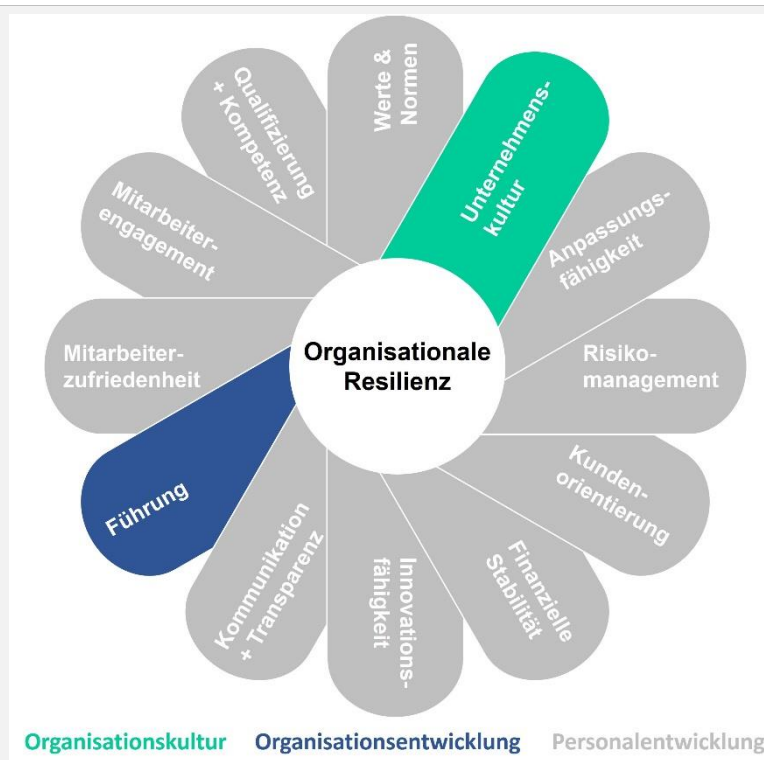 Werte &
Normen
Unternehmens-
kultur
Anpassungs-
fähigkeit
Risiko-
management
Kunden-
orientierung
Finanzielle
Stabilität
Innovations-
fähigkeit
Kommunikation
+ Transparenz
Führung
Mitarbeiter-
zufriedenheit
Mitarbeiter-
engagement
Qualifizierung
+ Kompetenz
Organisationale
Resilienz
Organisationskultur Organisationsentwicklung Personalentwicklung